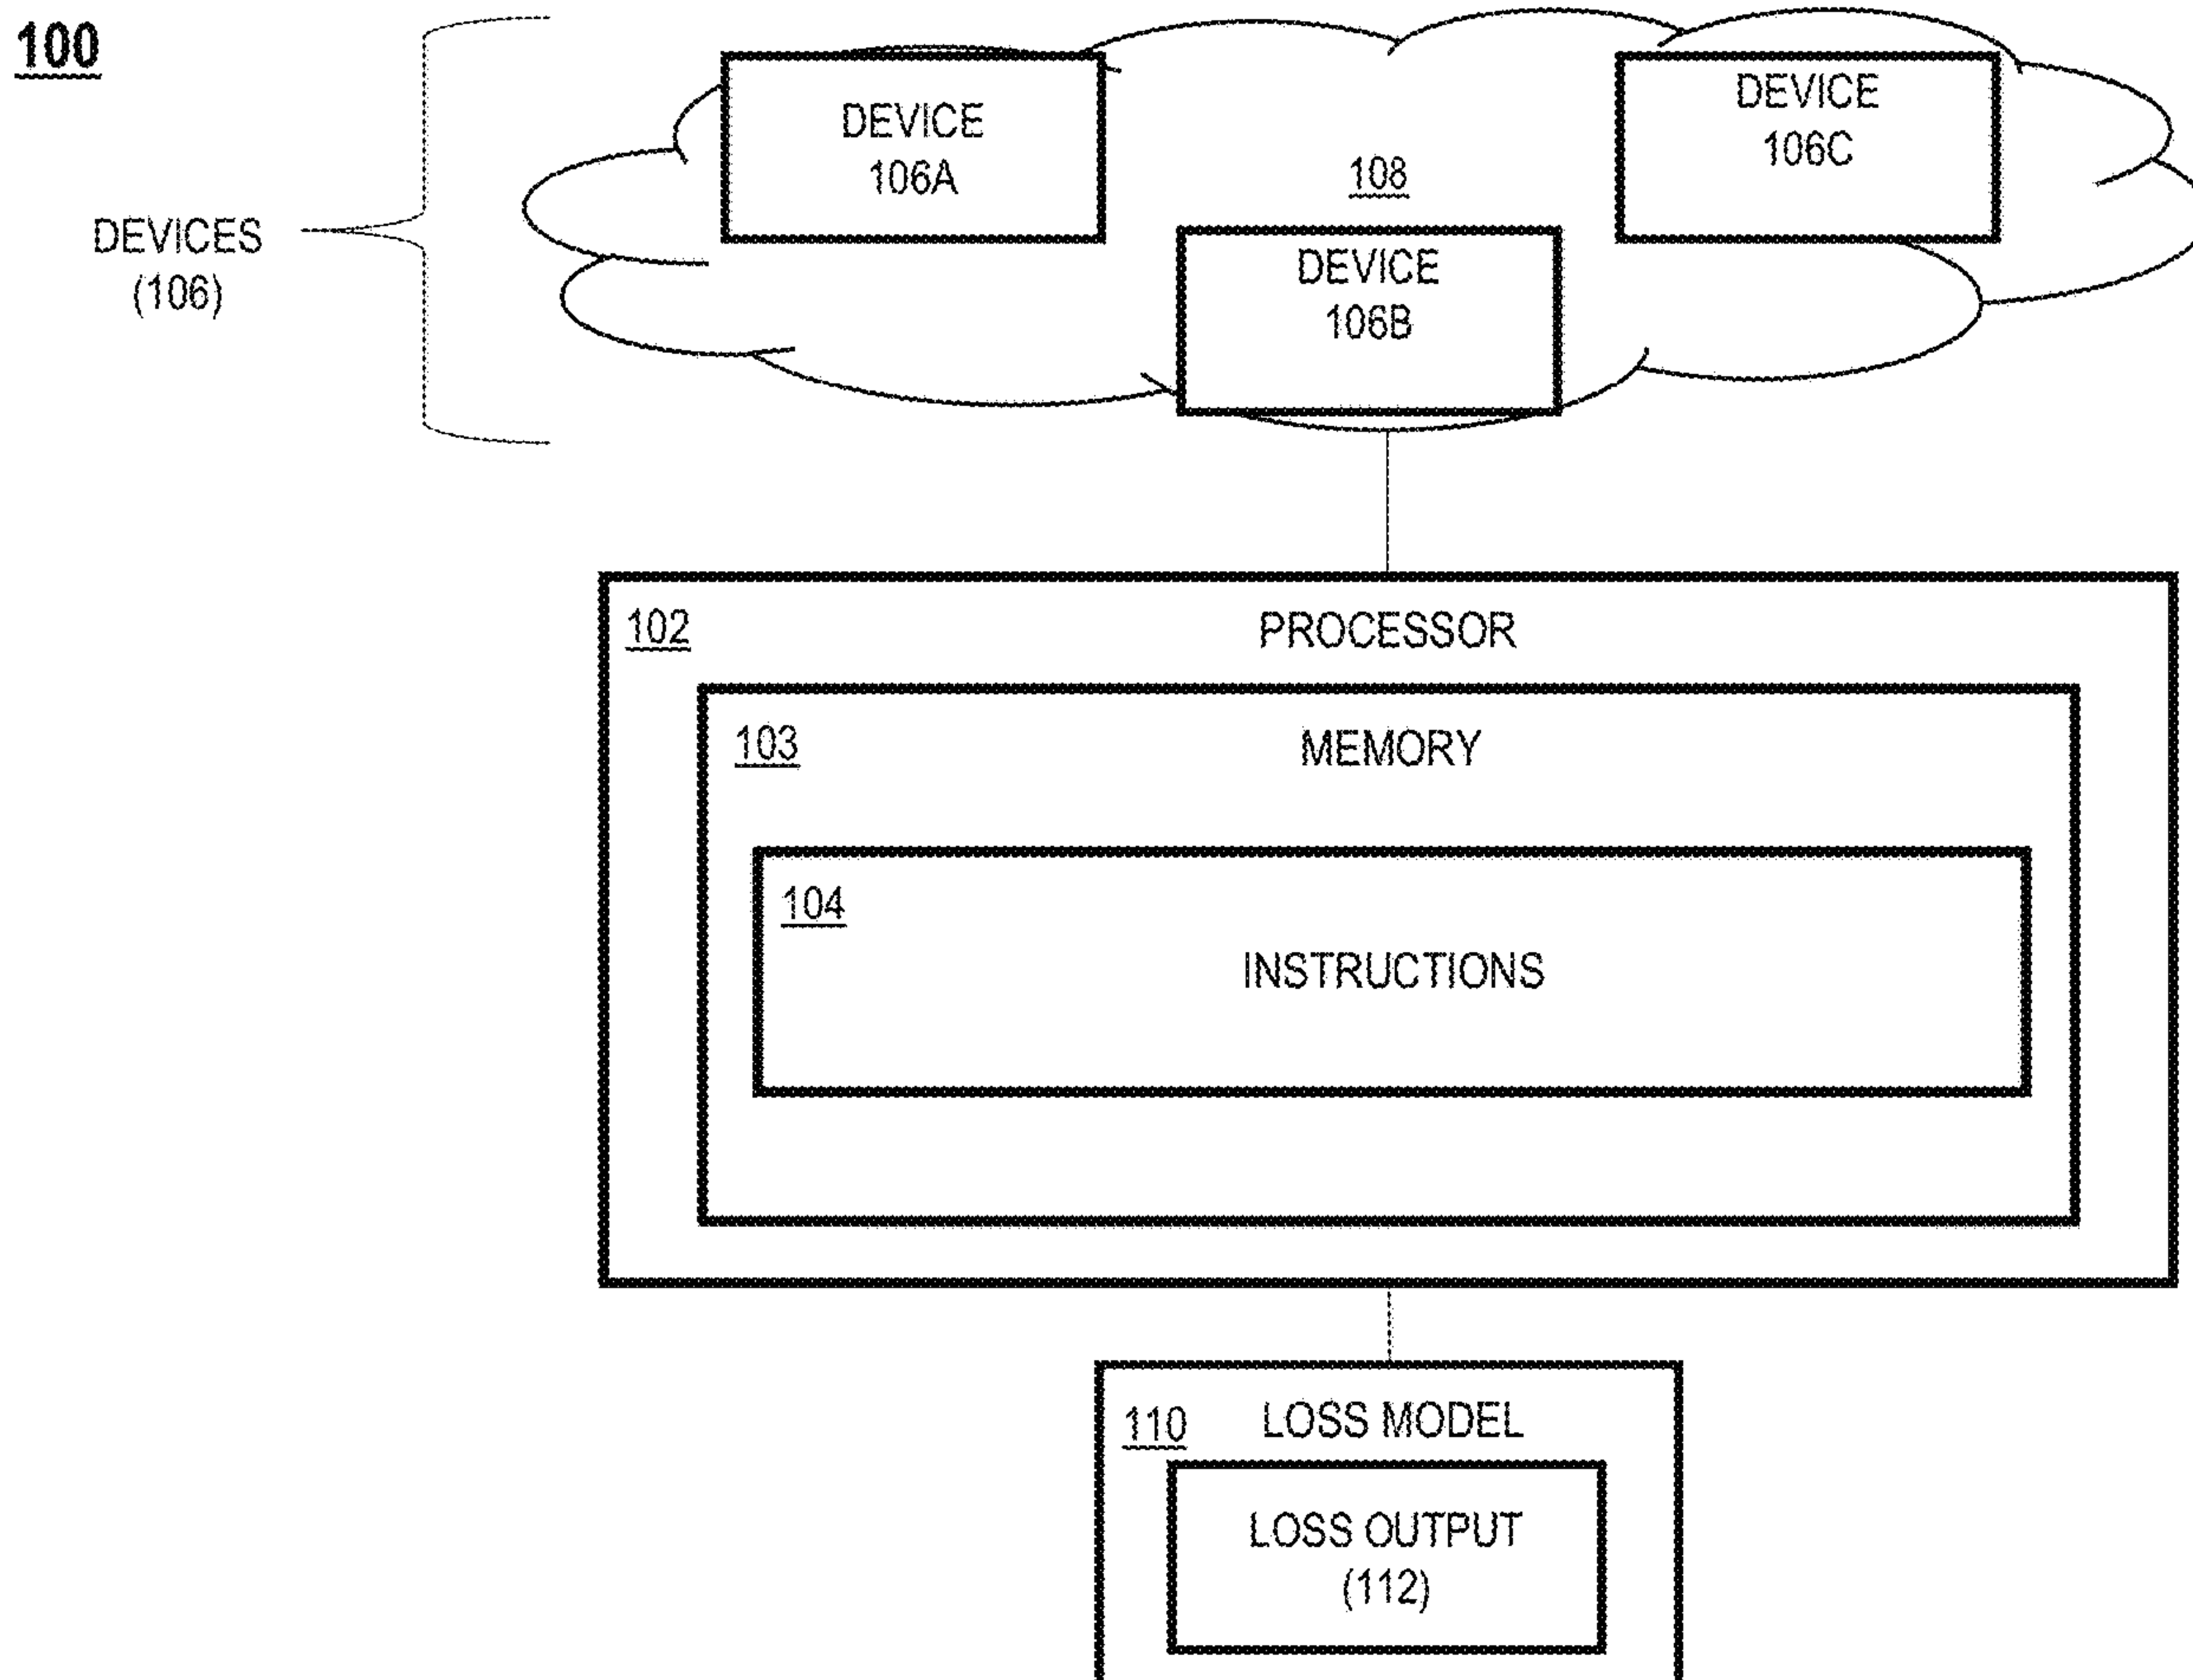 100
DEVICE
106A
108
DEVICE
106C
DEVICES
(106)
DEVICE
106B
102
PROCESSOR
103
MEMORY
104
INSTRUCTIONS
110
LOSS MODEL
LOSS OUTPUT
(112)